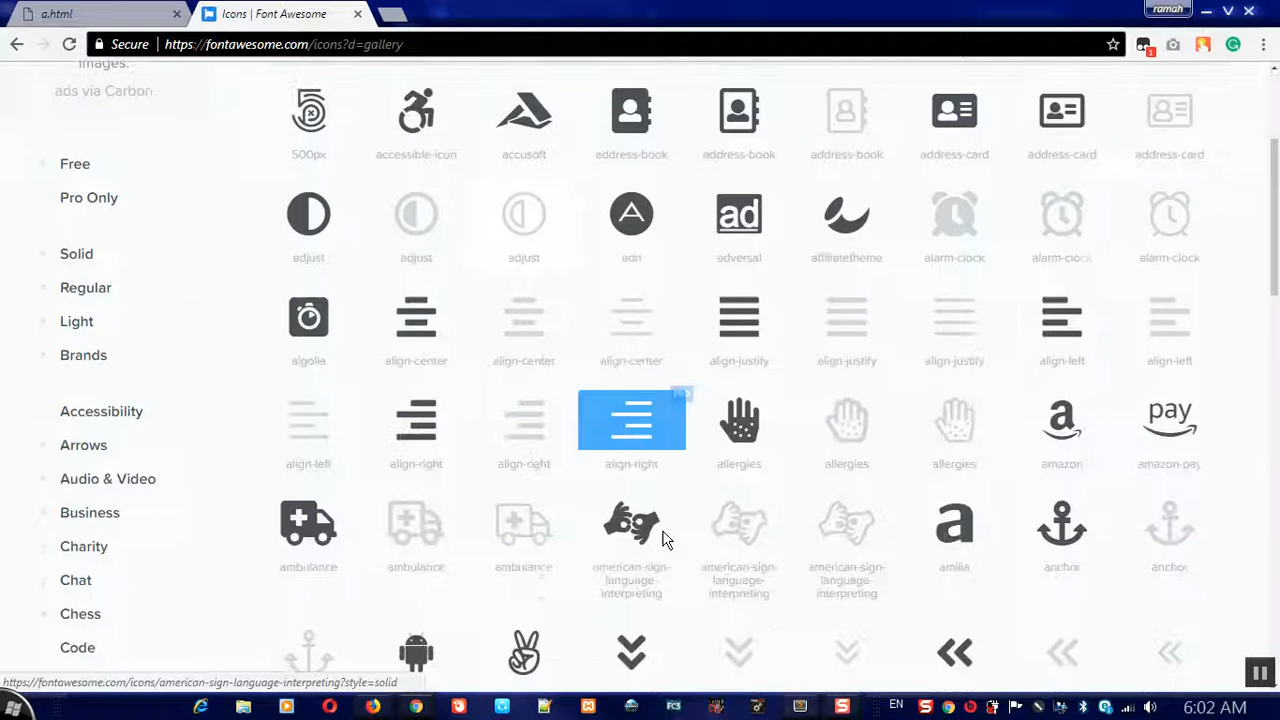 a.html
Icons | Font Awesome
ramah
Secure
https://fontawesome.com/icons?d=gallery
1
images.
ads via Carbon
Free
Pro Only
Solid
Regular
Light
Brands
Accessibility
Arrows
Audio & Video
Business
Charity
Chat
Chess
Code
500px accessible-icon accusoft address-book address-book address-book address-card address-card address-card
ad
adjust adjust adjust adn adversal affiliatetheme alarm-clock alarm-clock alarm-clock
algolia align-center align-center align-center align-justify align-justify align-justify align-left align-left
a
pay
align-left align-right align-right align-right allergies allergies allergies amazon amazon-pay
a
ambulance ambulance ambulance american-sign-language-interpreting american-sign-language-interpreting american-sign-language-interpreting amilia anchor anchor
https://fontawesome.com/icons/american-sign-language-interpreting?style=solid
EN
6:02 AM